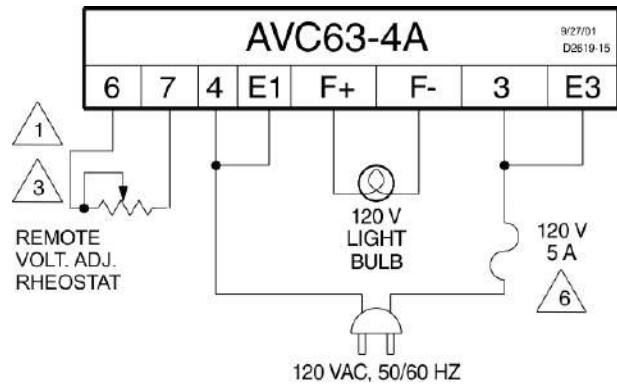 AVC63-4A
9/27/01
D2619-15
6 7 4 E1 F+ F- 3 E3
1
3
REMOTE
VOLT. ADJ.
RHEOSTAT
120 V
LIGHT
BULB
120 V
5 A
6
120 VAC, 50/60 HZ